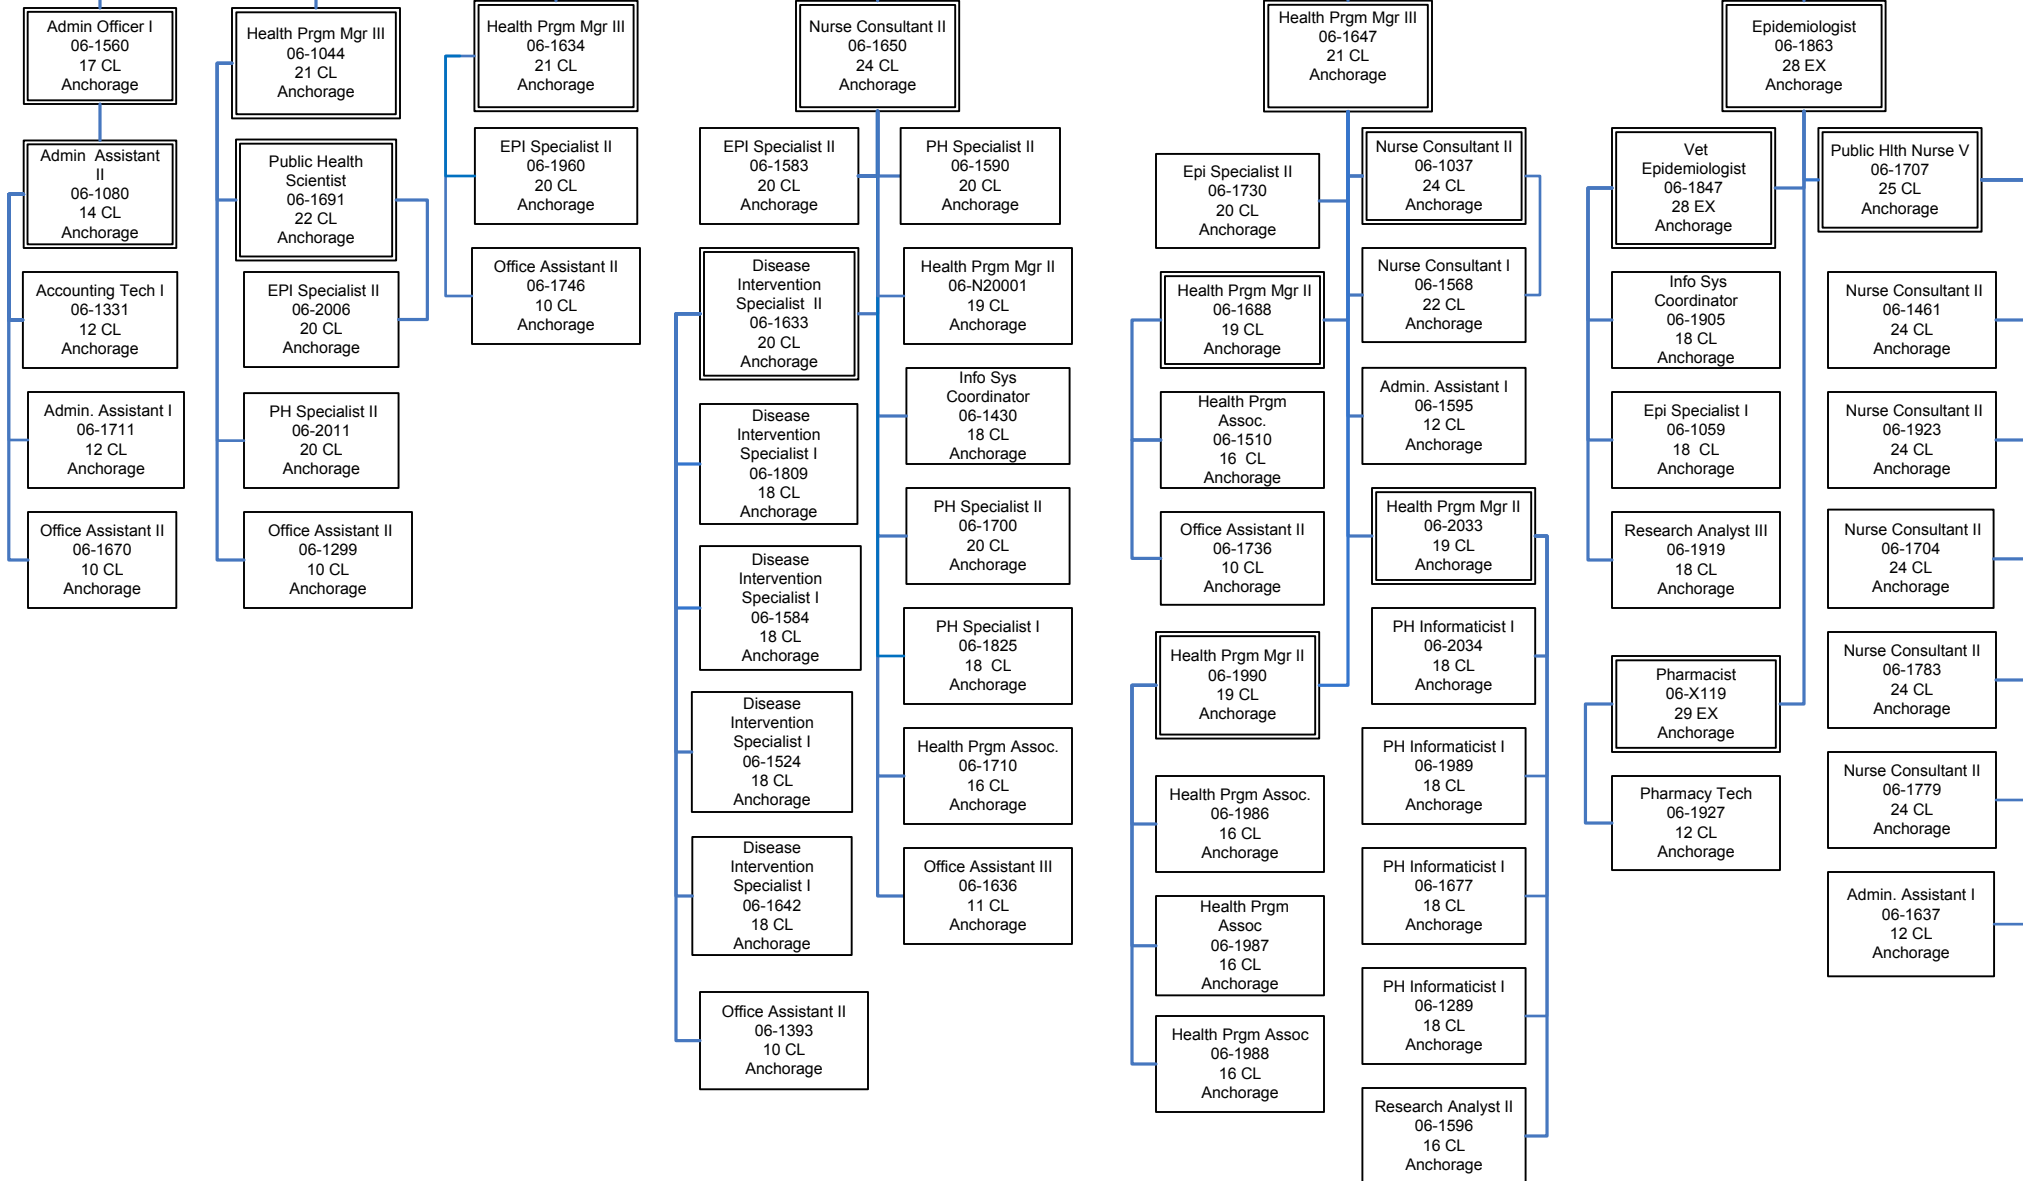 Admin Officer I
06-1560
17 CL
Anchorage
Admin  Assistant
II
06-1080
14 CL
Anchorage
Accounting Tech I
06-1331
12 CL
Anchorage
Admin. Assistant I
06-1711
12 CL
Anchorage
Office Assistant II
06-1670
10 CL
Anchorage
Health Prgm Mgr III
06-1044
21 CL
Anchorage
Public Health
Scientist
06-1691
22 CL
Anchorage
EPI Specialist II
06-2006
20 CL
Anchorage
PH Specialist II
06-2011
20 CL
Anchorage
Office Assistant II
06-1299
10 CL
Anchorage
Health Prgm Mgr III
06-1634
21 CL
Anchorage
EPI Specialist II
06-1960
20 CL
Anchorage
Office Assistant II
06-1746
10 CL
Anchorage
Nurse Consultant II
06-1650
24 CL
Anchorage
EPI Specialist II
06-1583
20 CL
Anchorage
Disease
Intervention
Specialist  II
06-1633
20 CL
Anchorage
Disease
Intervention
Specialist I
06-1809
18 CL
Anchorage
Disease
Intervention
Specialist I
06-1584
18 CL
Anchorage
Disease
Intervention
Specialist I
06-1524
18 CL
Anchorage
Disease
Intervention
Specialist I
06-1642
18 CL
Anchorage
Office Assistant II
06-1393
10 CL
Anchorage
PH Specialist II
06-1590
20 CL
Anchorage
Health Prgm Mgr II
06-N20001
19 CL
Anchorage
Info Sys
Coordinator
06-1430
18 CL
Anchorage
PH Specialist II
06-1700
20 CL
Anchorage
PH Specialist I
06-1825
18  CL
Anchorage
Health Prgm Assoc.
06-1710
16 CL
Anchorage
Office Assistant III
06-1636
11 CL
Anchorage
Health Prgm Mgr III
06-1647
21 CL
Anchorage
Epi Specialist II
06-1730
20 CL
Anchorage
Health Prgm Mgr II
06-1688
19 CL
Anchorage
Health Prgm
Assoc.
06-1510
16  CL
Anchorage
Office Assistant II
06-1736
10 CL
Anchorage
Health Prgm Mgr II
06-1990
19 CL
Anchorage
Health Prgm Assoc.
06-1986
16 CL
Anchorage
Health Prgm
Assoc
06-1987
16 CL
Anchorage
Health Prgm Assoc
06-1988
16 CL
Anchorage
Nurse Consultant II
06-1037
24 CL
Anchorage
Nurse Consultant I
06-1568
22 CL
Anchorage
Admin. Assistant I
06-1595
12 CL
Anchorage
Health Prgm Mgr II
06-2033
19 CL
Anchorage
PH Informaticist I
06-2034
18 CL
Anchorage
PH Informaticist I
06-1989
18 CL
Anchorage
PH Informaticist I
06-1677
18 CL
Anchorage
PH Informaticist I
06-1289
18 CL
Anchorage
Research Analyst II
06-1596
16 CL
Anchorage
Epidemiologist
06-1863
28 EX
Anchorage
Vet
Epidemiologist
06-1847
28 EX
Anchorage
Info Sys
Coordinator
06-1905
18 CL
Anchorage
Epi Specialist I
06-1059
18  CL
Anchorage
Research Analyst III
06-1919
18 CL
Anchorage
Pharmacist
06-X119
29 EX
Anchorage
Pharmacy Tech
06-1927
12 CL
Anchorage
Public Hlth Nurse V
06-1707
25 CL
Anchorage
Nurse Consultant II
06-1461
24 CL
Anchorage
Nurse Consultant II
06-1923
24 CL
Anchorage
Nurse Consultant II
06-1704
24 CL
Anchorage
Nurse Consultant II
06-1783
24 CL
Anchorage
Nurse Consultant II
06-1779
24 CL
Anchorage
Admin. Assistant I
06-1637
12 CL
Anchorage